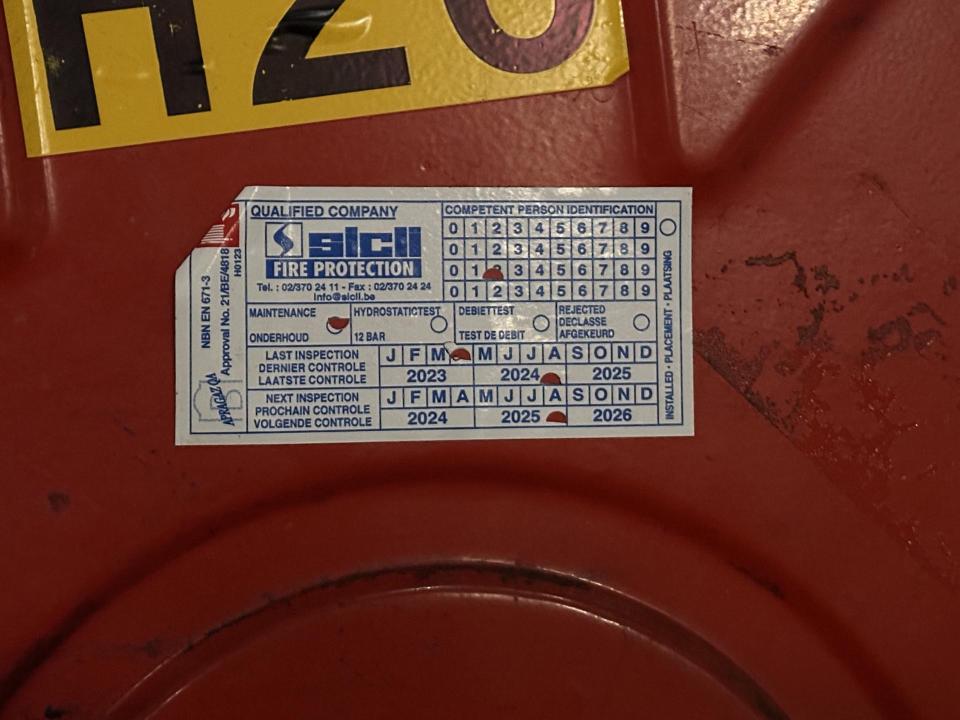 H20
QUALIFIED COMPANY
sicli
FIRE PROTECTION
Tel. : 02/370 24 11 - Fax : 02/370 24 24
info@sicli.be
COMPETENT PERSON IDENTIFICATION
0 1 2 3 4 5 6 7 8 9
0 1 2 3 4 5 6 7 8 9
0 1 3 4 5 6 7 8 9
0 1 2 3 4 5 6 7 8 9
MAINTENANCE
ONDERHOUD
HYDROSTATICTEST
12 BAR
DEBIETTEST
TEST DE DEBIT
REJECTED
DECLASSE
AFGEKEURD
LAST INSPECTION
DERNIER CONTROLE
LAATSTE CONTROLE
J F M M J J A S O N D
2023 2024 2025
NEXT INSPECTION
PROCHAIN CONTROLE
VOLGENDE CONTROLE
J F M A M J J A S O N D
2024 2025 2026
INSTALLED - PLACEMENT - PLAATSING
NBN EN 671-3
Approval No. 21/BE/4818
H0123
APRAGAZ QA